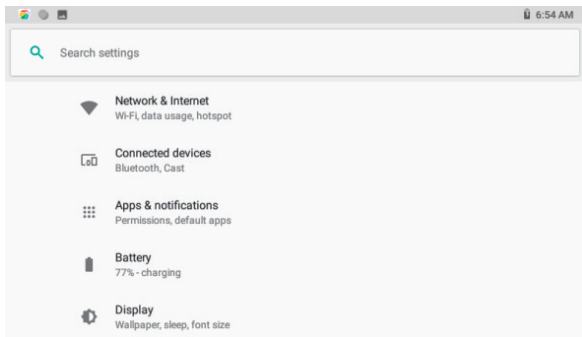 6:54 AM
Search settings
Network & Internet
Wi-Fi, data usage, hotspot
Connected devices
Bluetooth, Cast
Apps & notifications
Permissions, default apps
Battery
77% - charging
Display
Wallpaper, sleep, font size